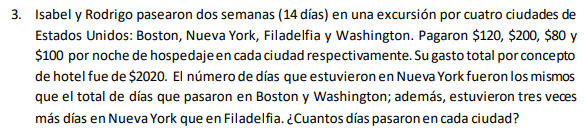 3. Isabel y Rodrigo pasearon dos semanas (14 días) en una excursión por cuatro ciudades de
Estados Unidos: Boston, Nueva York, Filadelfia y Washington. Pagaron $120, $200, $80 y
$100 por noche de hospedaje en cada ciudad respectivamente. Su gasto total por concepto
de hotel fue de $2020. El número de días que estuvieron en Nueva York fueron los mismos
que el total de días que pasaron en Boston y Washington; además, estuvieron tres veces
más días en Nueva York que en Filadelfia. ¿Cuantos días pasaron en cada ciudad?